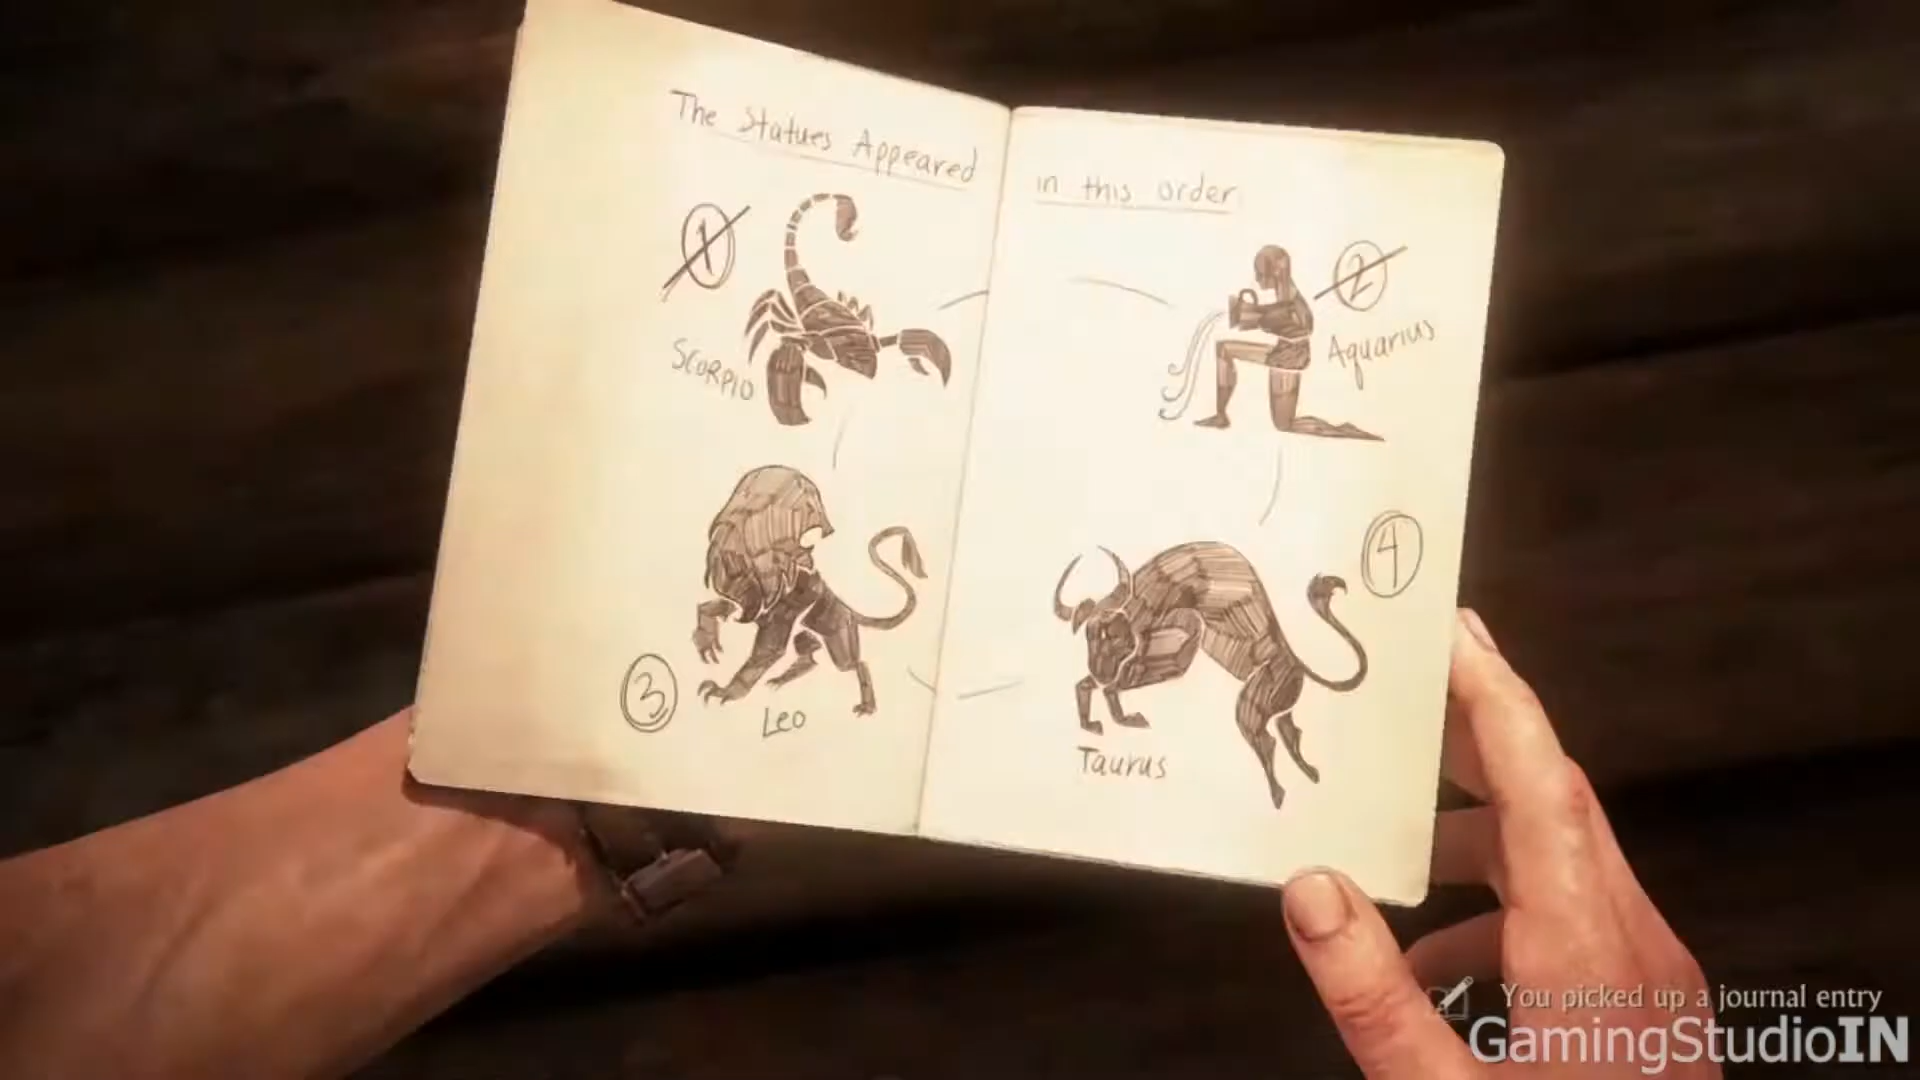 The Statues Appeared
in this order
1
Scorpio
2
Aquarius
3
Leo
4
Taurus
You picked up a journal entry
GamingStudioIN